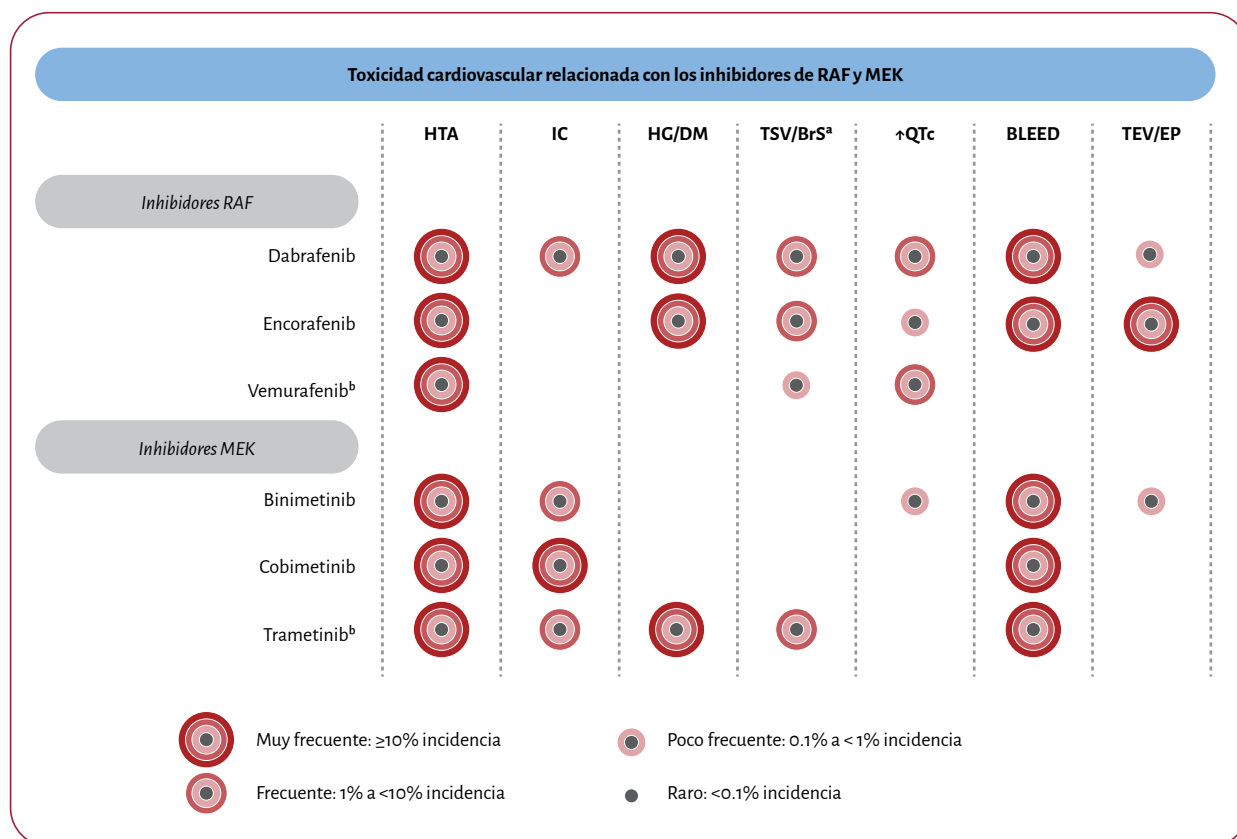 Toxicidad cardiovascular relacionada con los inhibidores de RAF y MEK
HTA IC HG/DM TSV/BrSᵃ ↑QTc BLEED TEV/EP
Inhibidores RAF
Dabrafenib
Encorafenib
Vemurafenibᵇ
Inhibidores MEK
Binimetinib
Cobimetinib
Trametinibᵇ
Muy frecuente: ≥10% incidencia
Poco frecuente: 0.1% a < 1% incidencia
Frecuente: 1% a <10% incidencia
Raro: <0.1% incidencia